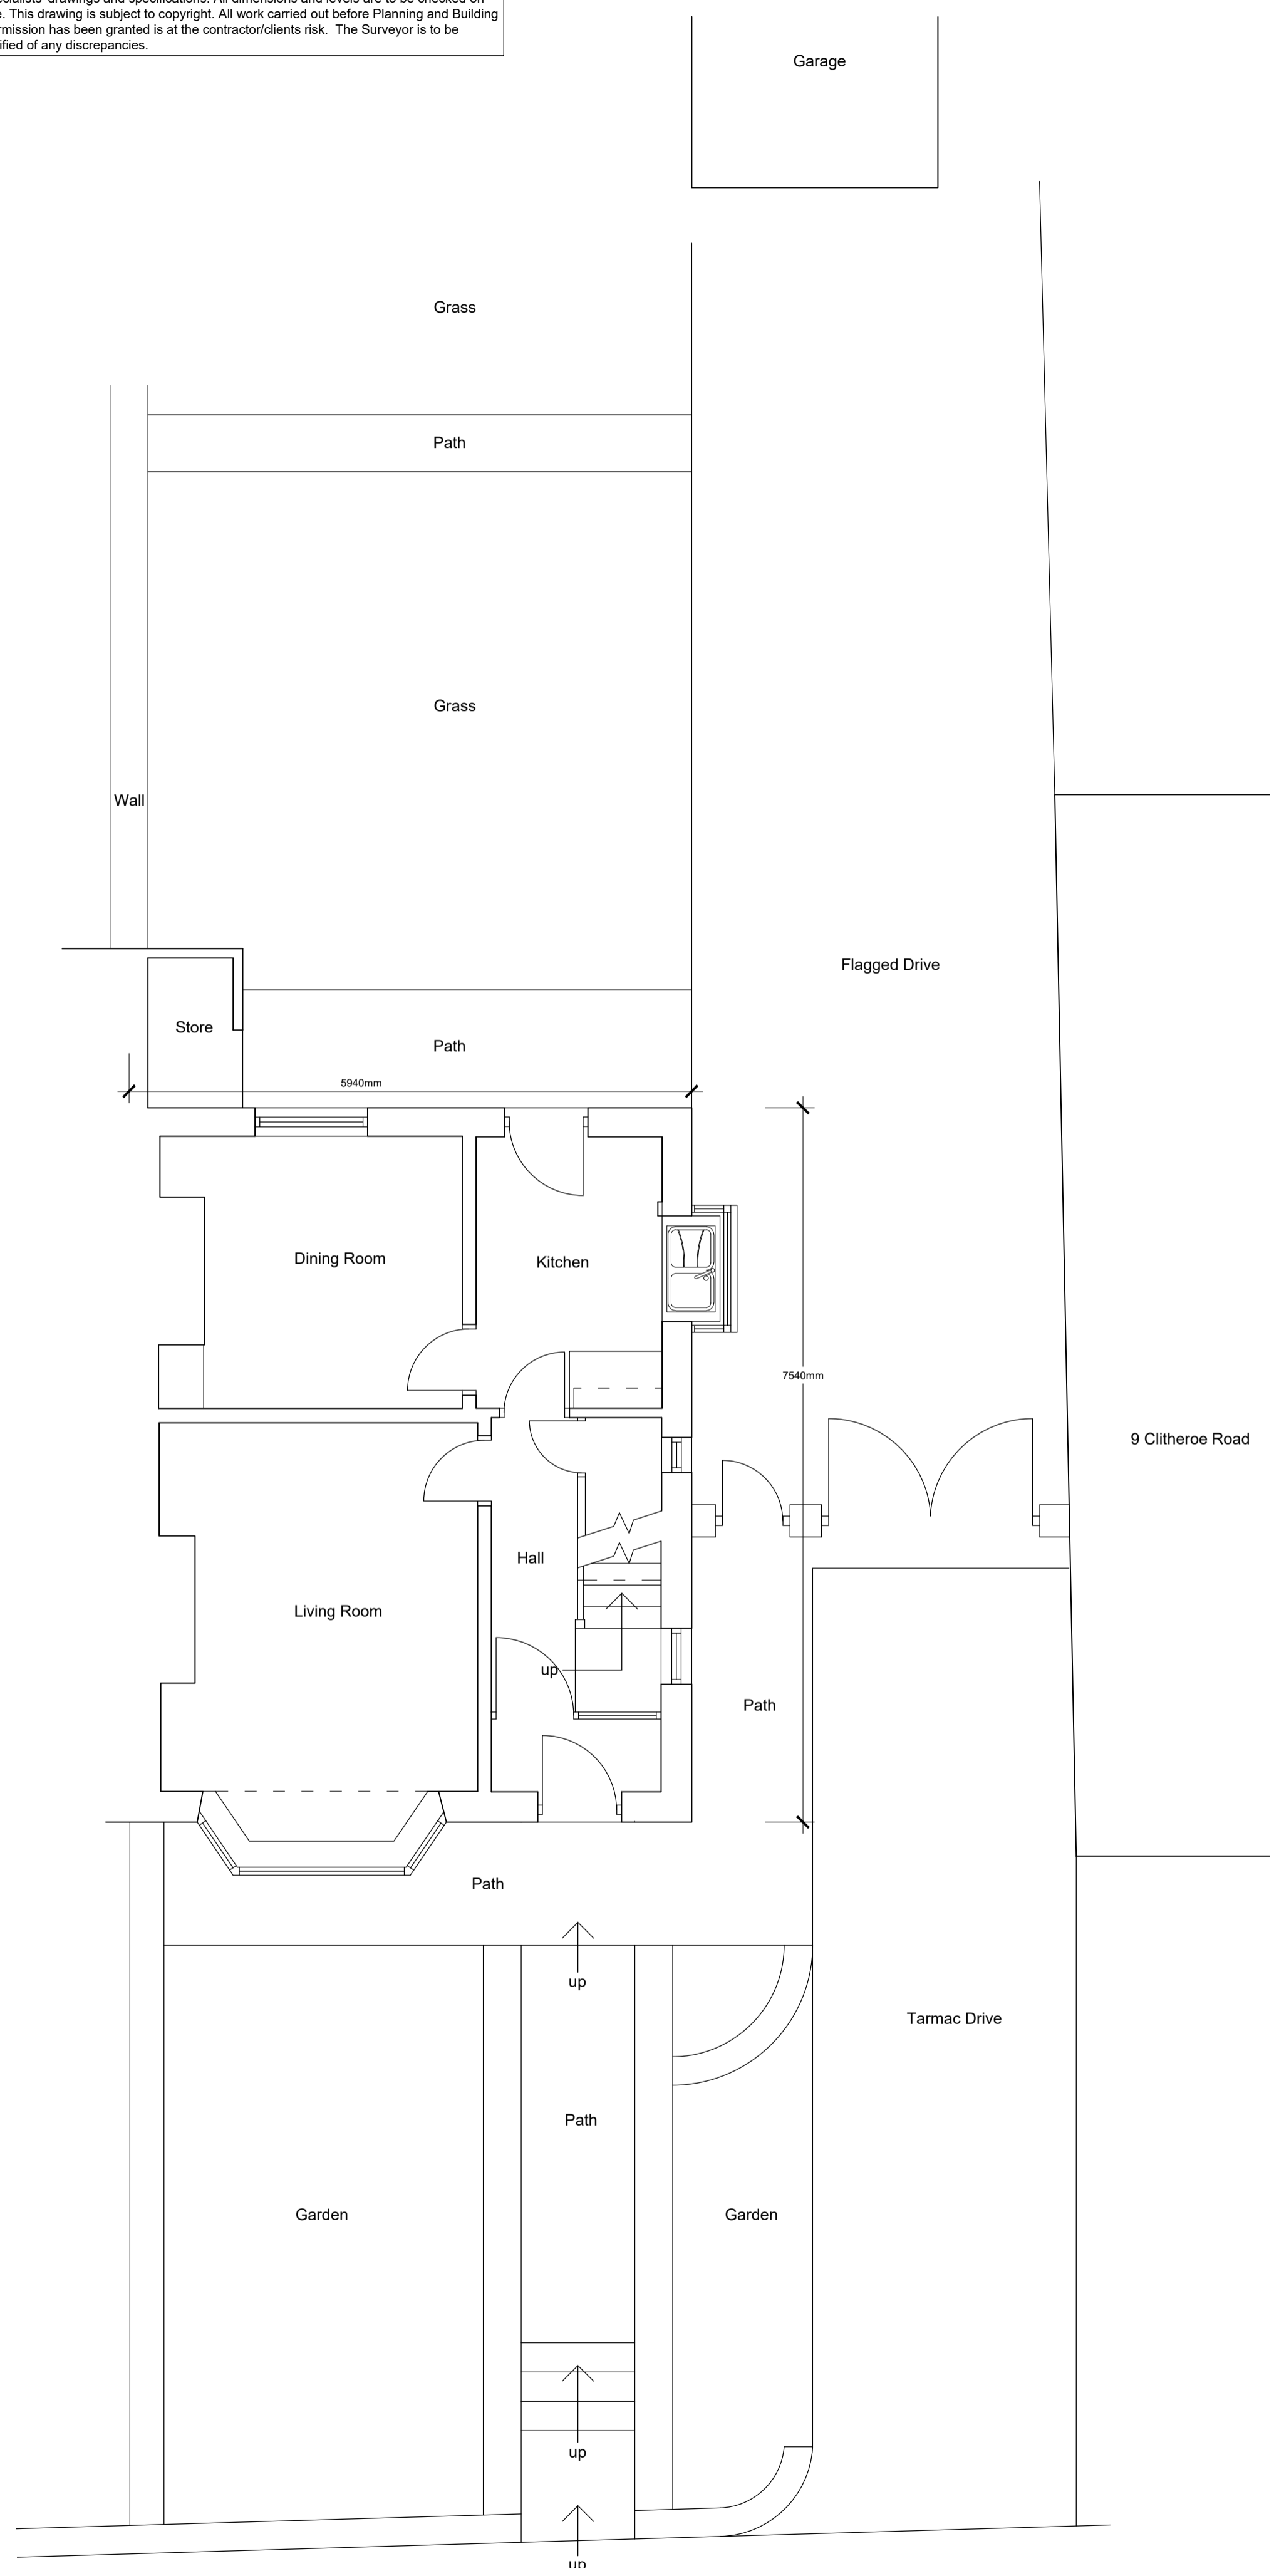 drawings and specifications. All dimensions and levels are to be checked on
This drawing is subject to copyright. All work carried out before Planning and Building
has been granted is at the contractor/clients risk. The Surveyor is to be
of any discrepancies.
Garage
Grass
Path
Grass
Wall
Flagged Drive
Store
Path
5940mm
Dining Room
Kitchen
7540mm
9 Clitheroe Road
Hall
Living Room
up
Path
Path
up
Tarmac Drive
Path
Garden
Garden
up
up